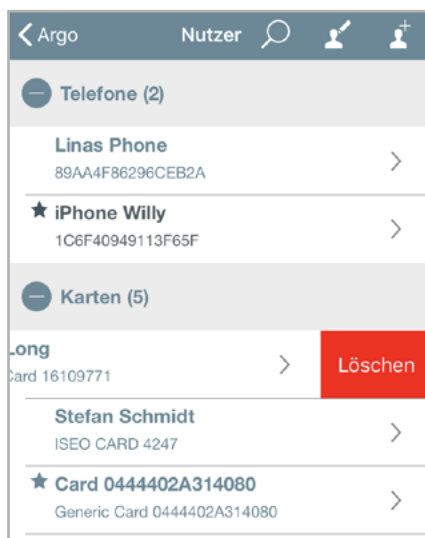 Argo
Nutzer
Telefone (2)
Linas Phone
89AA4F86296CEB2A
iPhone Willy
1C6F40949113F65F
Karten (5)
Long
Card 16109771
Löschen
Stefan Schmidt
ISEO CARD 4247
Card 0444402A314080
Generic Card 0444402A314080